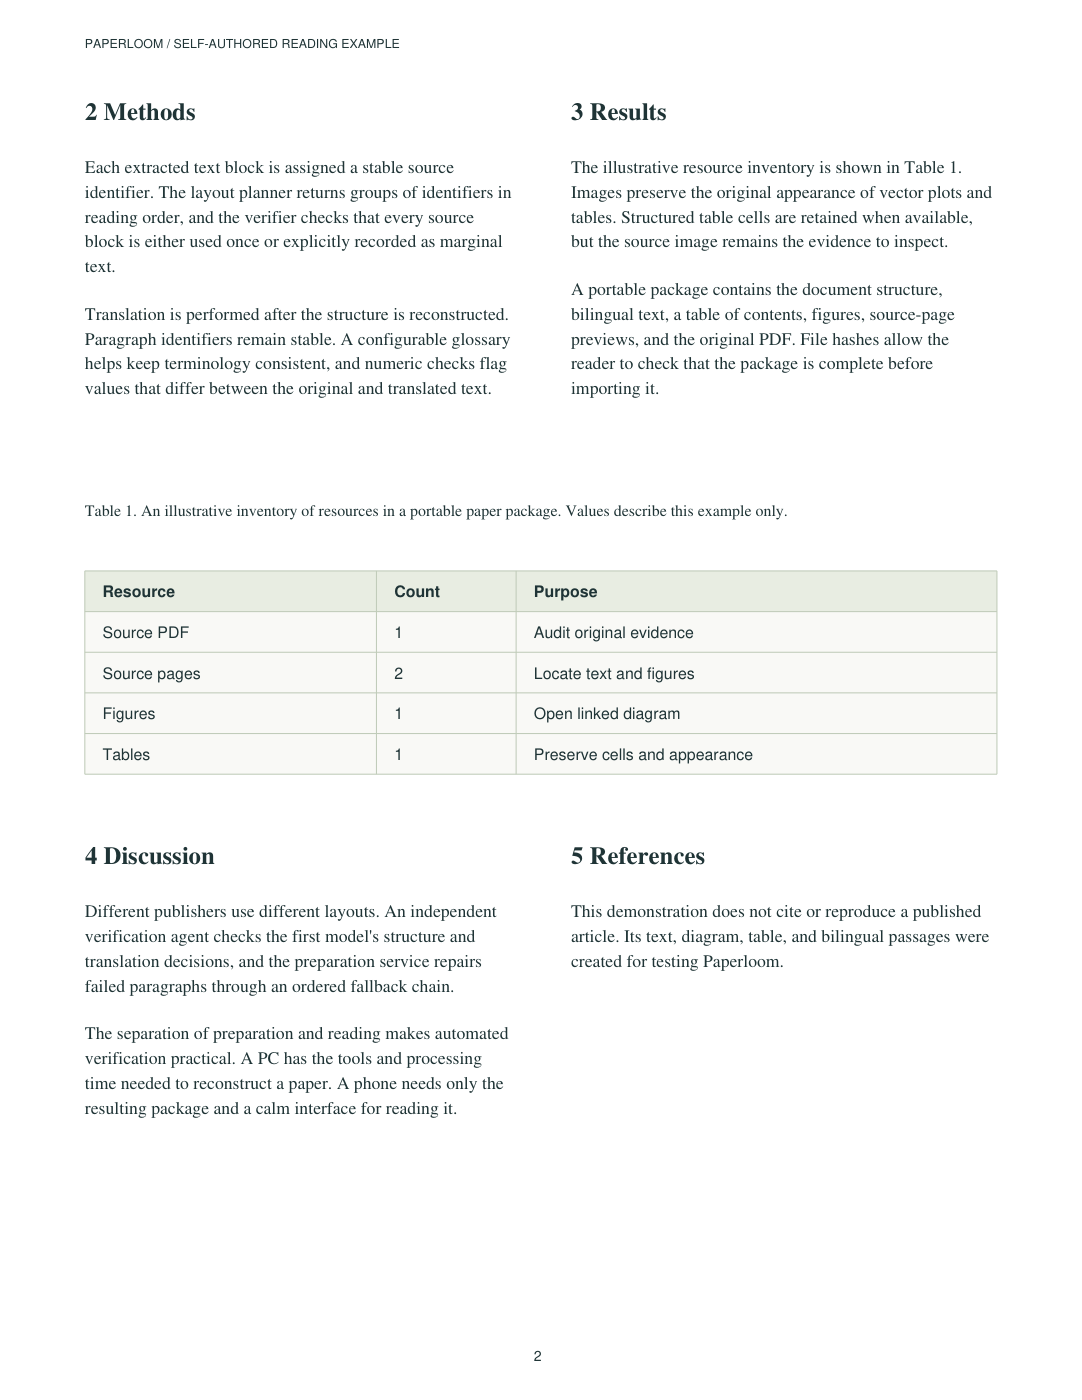 PAPERLOOM / SELF-AUTHORED READING EXAMPLE
2 Methods
Each extracted text block is assigned a stable source
identifier. The layout planner returns groups of identifiers in
reading order, and the verifier checks that every source
block is either used once or explicitly recorded as marginal
text.
Translation is performed after the structure is reconstructed.
Paragraph identifiers remain stable. A configurable glossary
helps keep terminology consistent, and numeric checks flag
values that differ between the original and translated text.
3 Results
The illustrative resource inventory is shown in Table 1.
Images preserve the original appearance of vector plots and
tables. Structured table cells are retained when available,
but the source image remains the evidence to inspect.
A portable package contains the document structure,
bilingual text, a table of contents, figures, source-page
previews, and the original PDF. File hashes allow the
reader to check that the package is complete before
importing it.
Table 1. An illustrative inventory of resources in a portable paper package. Values describe this example only.
Resource Count Purpose
Source PDF 1 Audit original evidence
Source pages 2 Locate text and figures
Figures 1 Open linked diagram
Tables 1 Preserve cells and appearance
4 Discussion
Different publishers use different layouts. An independent
verification agent checks the first model's structure and
translation decisions, and the preparation service repairs
failed paragraphs through an ordered fallback chain.
The separation of preparation and reading makes automated
verification practical. A PC has the tools and processing
time needed to reconstruct a paper. A phone needs only the
resulting package and a calm interface for reading it.
5 References
This demonstration does not cite or reproduce a published
article. Its text, diagram, table, and bilingual passages were
created for testing Paperloom.
2